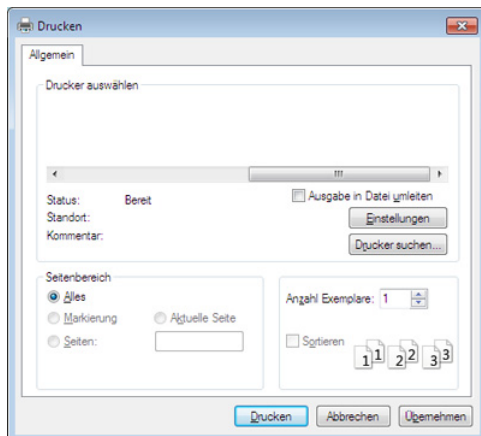 Drucken
Allgemein
Drucker auswählen
Status: Bereit
Ausgabe in Datei umleiten
Standort:
Einstellungen
Kommentar:
Drucker suchen...
Seitenbereich
Alles
Markierung
Aktuelle Seite
Seiten:
Anzahl Exemplare: 1
Sortieren
1 1 2 2 3 3
Drucken
Abbrechen
Übernehmen